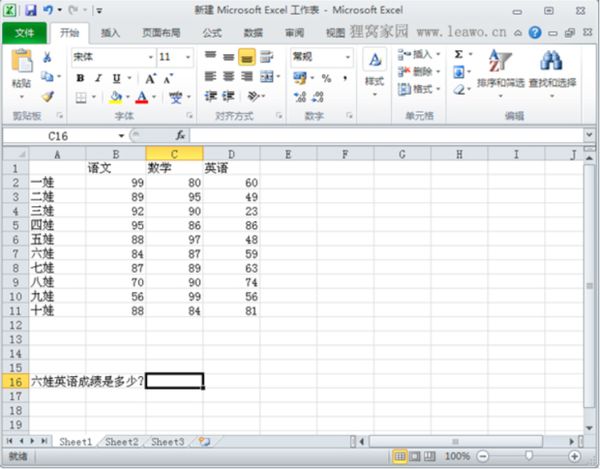 新建 Microsoft Excel 工作表 - Microsoft Excel
文件 开始 插入 页面布局 公式 数据 审阅 视图
狸窝家园 www.leawo.cn
宋体 11 常规 插入
粘贴 B I U A A % 样式 删除 排序和筛选 查找和选择
A A 变 wén 格式
剪贴板 字体 对齐方式 数字 单元格 编辑
C16 fx
A B C D E F G H I J
1 语文 数学 英语
2 一娃 99 80 60
3 二娃 89 95 49
4 三娃 92 90 23
5 四娃 95 86 86
6 五娃 88 97 48
7 六娃 84 87 59
8 七娃 87 89 63
9 八娃 70 90 74
10 九娃 56 99 56
11 十娃 88 84 81
12
13
14
15
16 六娃英语成绩是多少?
17
18
19
Sheet1 Sheet2 Sheet3
就绪 100%